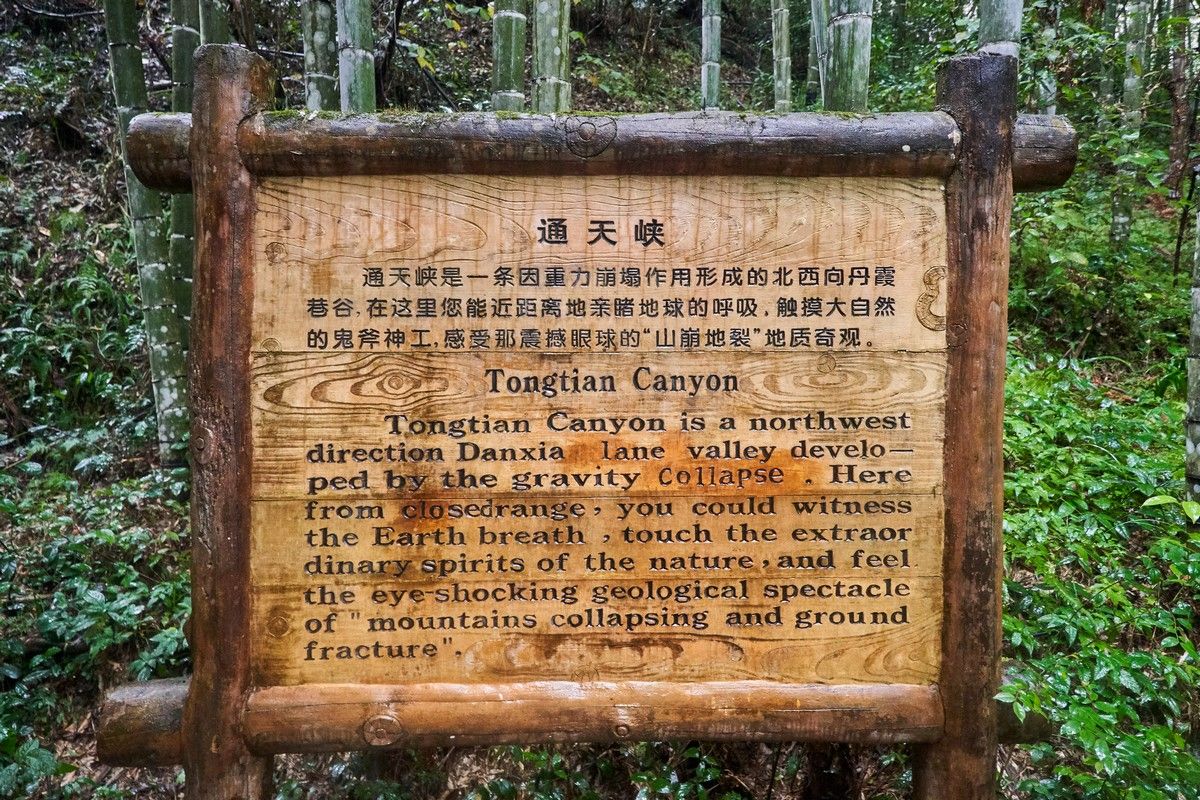 通天峡
通天峡是一条因重力崩塌作用形成的北西向丹霞
巷谷,在这里您能近距离地亲睹地球的呼吸,触摸大自然
的鬼斧神工,感受那震撼眼球的“山崩地裂”地质奇观。
Tongtian Canyon
Tongtian Canyon is a northwest
direction Danxia lane valley develo—
ped by the gravity Collapse . Here
from closedrange, you could witness
the Earth breath , touch the extraor
dinary spirits of the nature, and feel
the eye-shocking geological spectacle
of "mountains collapsing and ground
fracture".